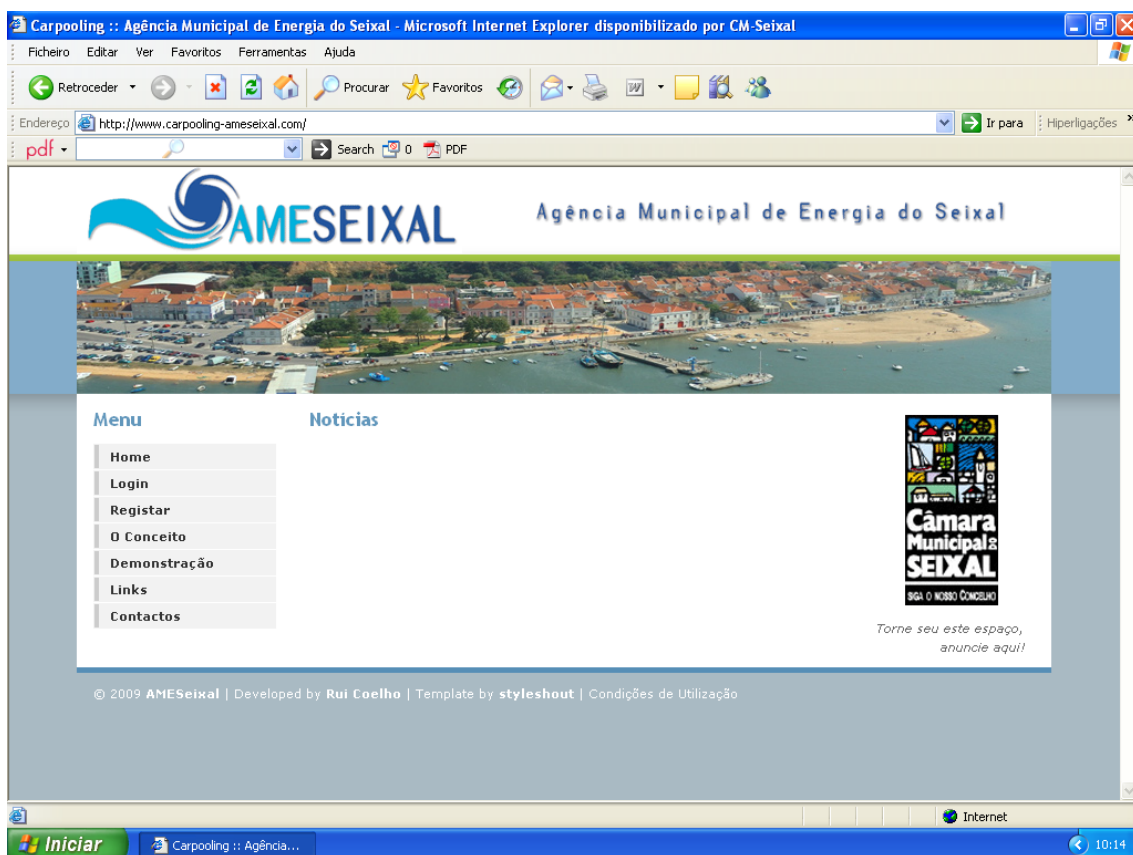 Carpooling :: Agência Municipal de Energia do Seixal - Microsoft Internet Explorer disponibilizado por CM-Seixal
Ficheiro Editar Ver Favoritos Ferramentas Ajuda
Retroceder Procurar Favoritos
Endereço http://www.carpooling-ameseixal.com/ Ir para Hiperligações »
pdf Search 0 PDF
AMESEIXAL Agência Municipal de Energia do Seixal
Menu
Home
Login
Registar
O Conceito
Demonstração
Links
Contactos
Noticias
Câmara
Municipal do
SEIXAL
SIGA O NOSSO CONCELHO
Torne seu este espaço,
anuncie aqui!
© 2009 AMESeixal | Developed by Rui Coelho | Template by styleshout | Condições de Utilização
Internet
Iniciar Carpooling :: Agência... 10:14